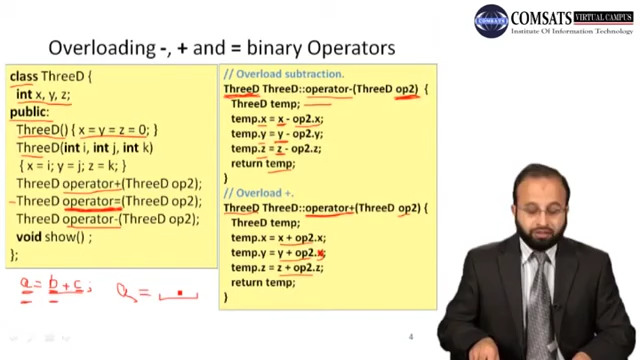 COMSATS VIRTUAL CAMPUS
Institute Of Information Technology
Overloading -, + and = binary Operators
class ThreeD {
int x, y, z;
public:
ThreeD() { x = y = z = 0; }
ThreeD(int i, int j, int k)
{ x = i; y = j; z = k; }
ThreeD operator+(ThreeD op2);
ThreeD operator=(ThreeD op2);
ThreeD operator-(ThreeD op2);
void show() ;
};
a = b + c ;
a =
// Overload subtraction.
ThreeD ThreeD::operator-(ThreeD op2) {
ThreeD temp;
temp.x = x - op2.x;
temp.y = y - op2.y;
temp.z = z - op2.z;
return temp;
}
// Overload +.
ThreeD ThreeD::operator+(ThreeD op2) {
ThreeD temp;
temp.x = x + op2.x;
temp.y = y + op2.y;
temp.z = z + op2.z;
return temp;
}
4